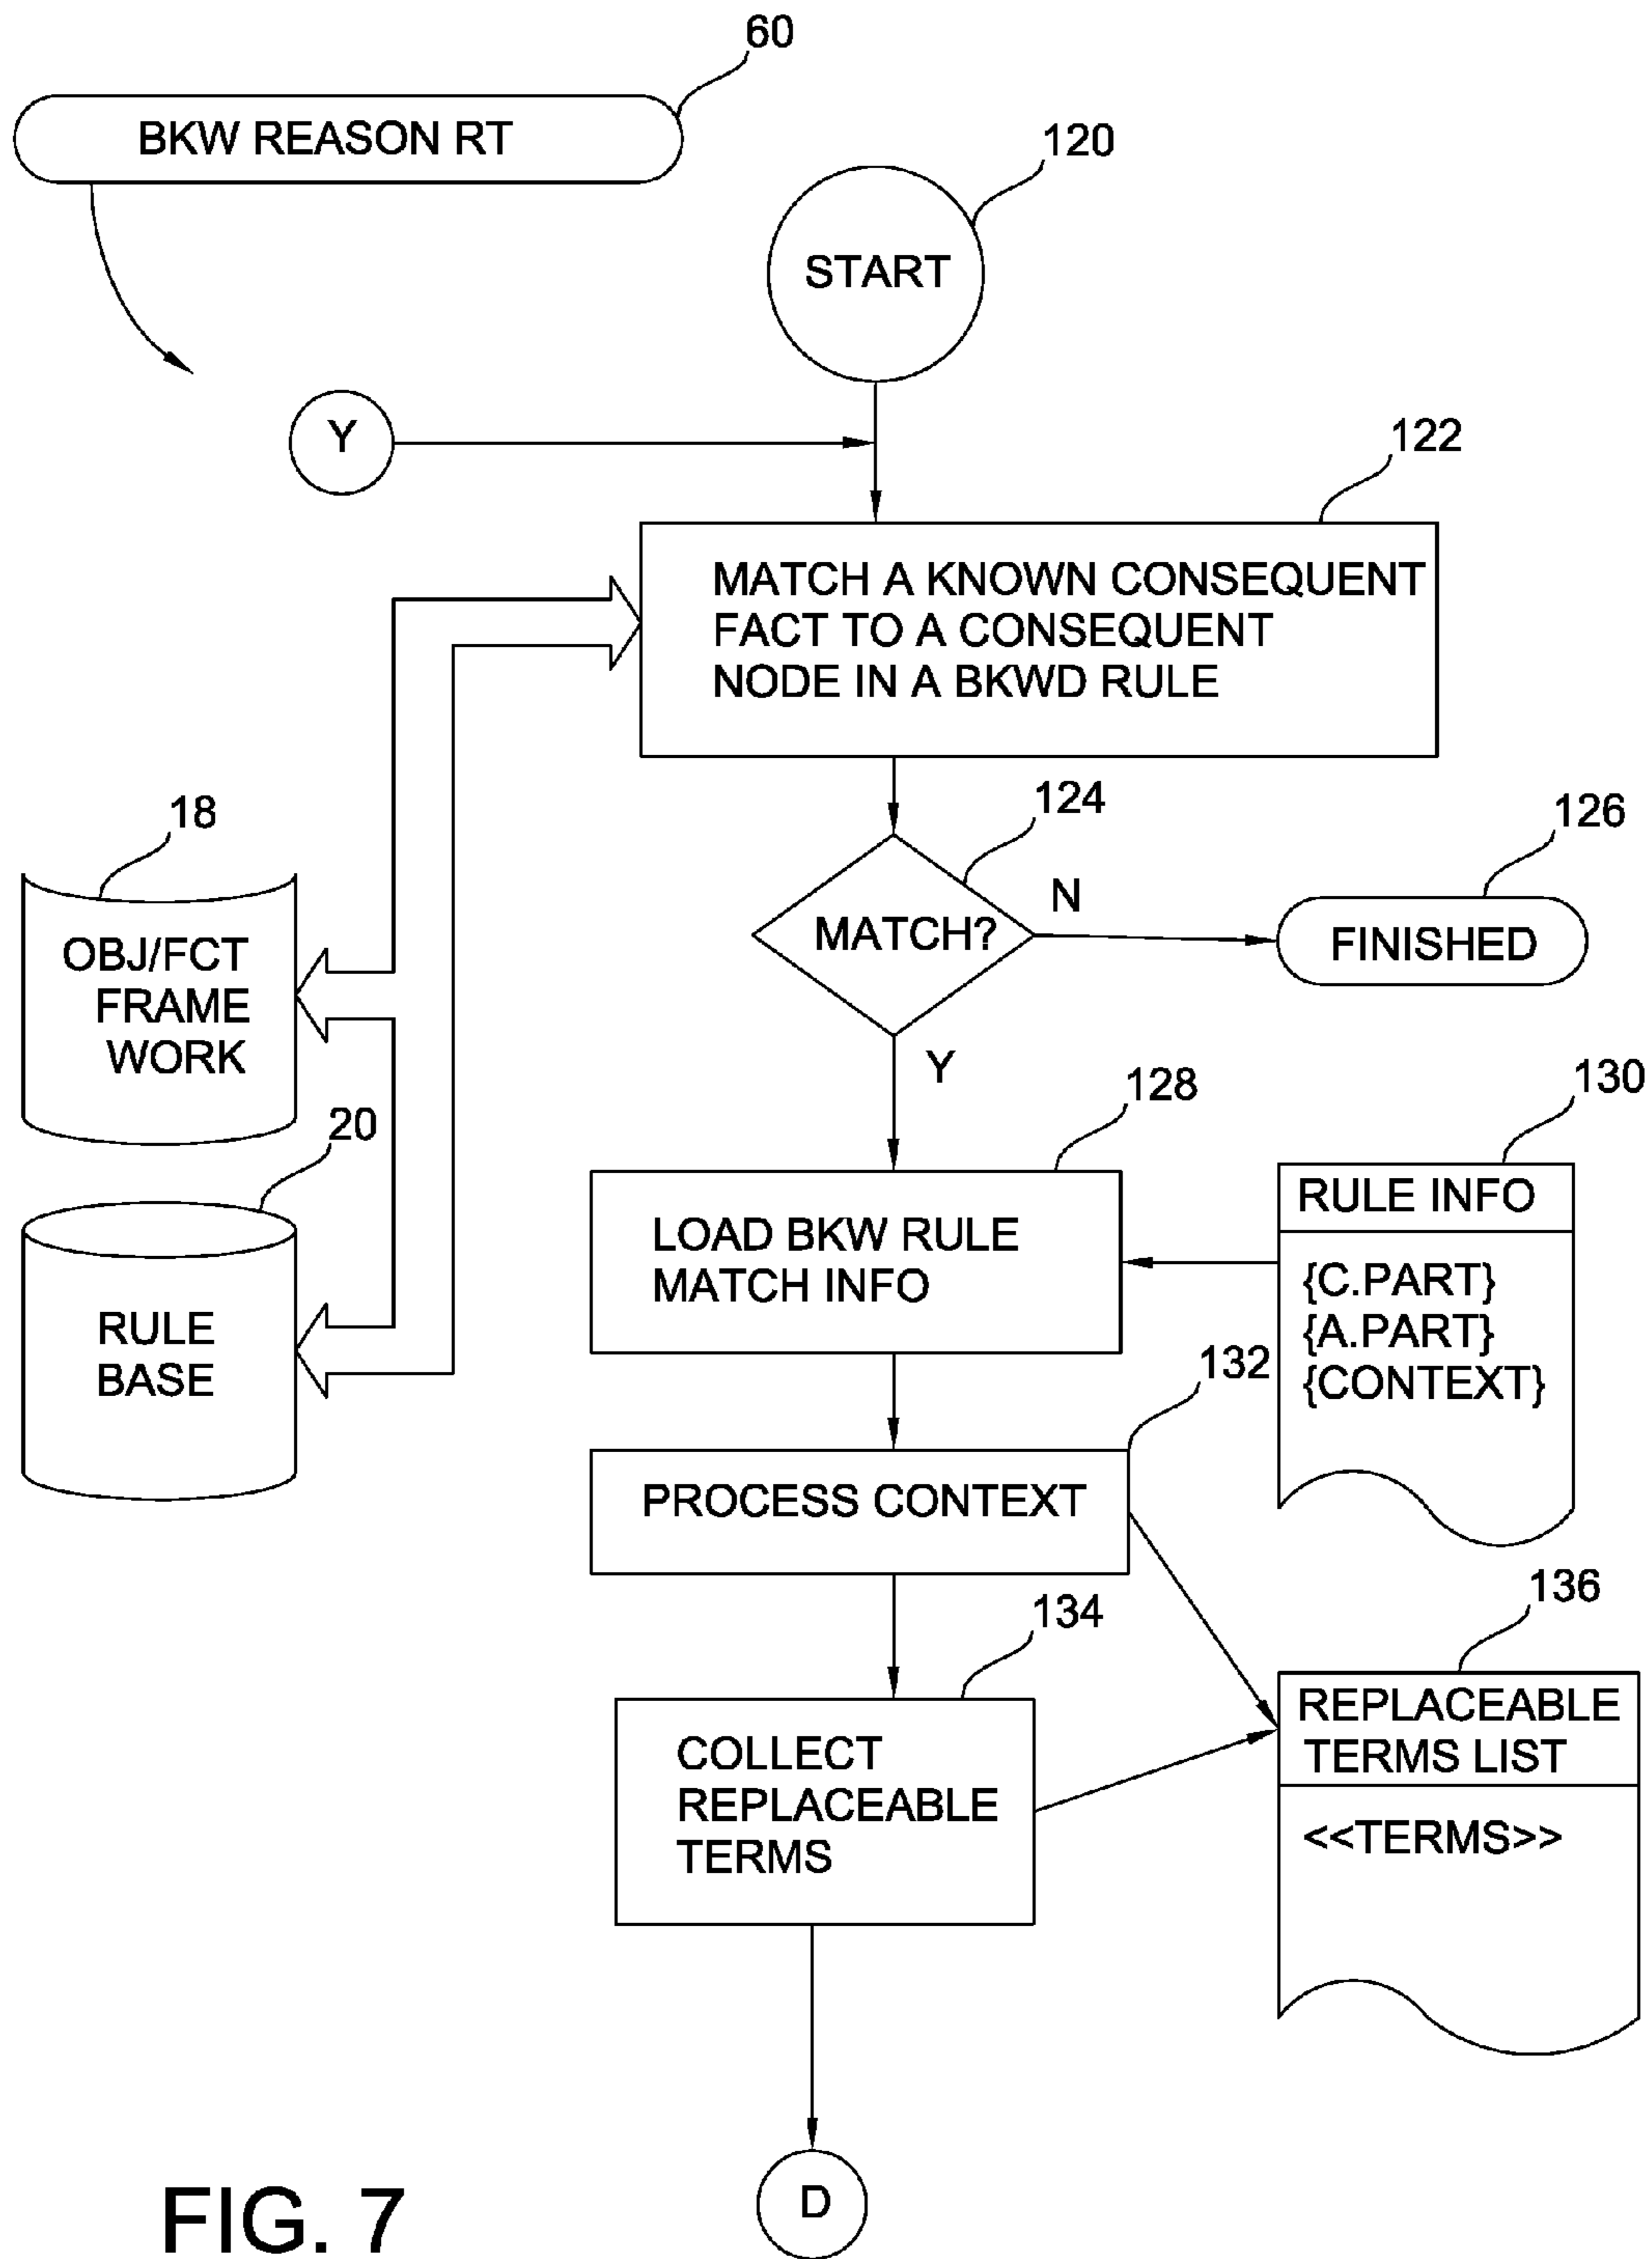 60
BKW REASON RT
120
START
Y
122
MATCH A KNOWN CONSEQUENT
FACT TO A CONSEQUENT
NODE IN A BKWD RULE
18
OBJ/FCT
FRAME
WORK
124
MATCH?
N
126
FINISHED
Y
20
RULE
BASE
128
LOAD BKW RULE
MATCH INFO
130
RULE INFO
{C.PART}
{A.PART}
{CONTEXT}
132
PROCESS CONTEXT
134
COLLECT
REPLACEABLE
TERMS
136
REPLACEABLE
TERMS LIST
<<TERMS>>
D
FIG. 7